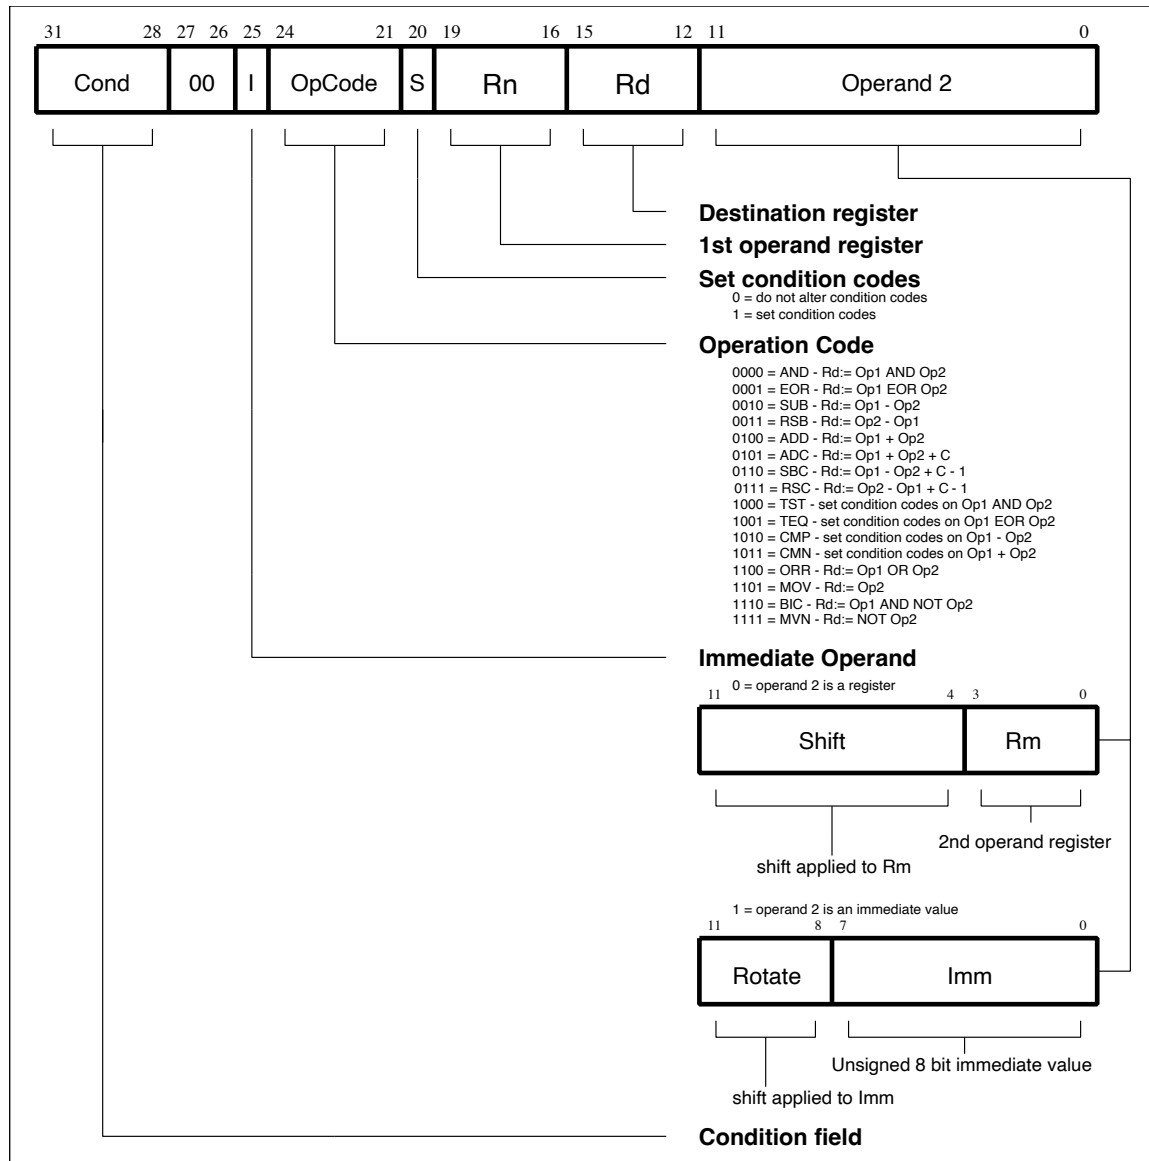 31 28 27 26 25 24 21 20 19 16 15 12 11 0
Cond 00 I OpCode S Rn Rd Operand 2
Destination register
1st operand register
Set condition codes
0 = do not alter condition codes
1 = set condition codes
Operation Code
0000 = AND - Rd:= Op1 AND Op2
0001 = EOR - Rd:= Op1 EOR Op2
0010 = SUB - Rd:= Op1 - Op2
0011 = RSB - Rd:= Op2 - Op1
0100 = ADD - Rd:= Op1 + Op2
0101 = ADC - Rd:= Op1 + Op2 + C
0110 = SBC - Rd:= Op1 - Op2 + C - 1
0111 = RSC - Rd:= Op2 - Op1 + C - 1
1000 = TST - set condition codes on Op1 AND Op2
1001 = TEQ - set condition codes on Op1 EOR Op2
1010 = CMP - set condition codes on Op1 - Op2
1011 = CMN - set condition codes on Op1 + Op2
1100 = ORR - Rd:= Op1 OR Op2
1101 = MOV - Rd:= Op2
1110 = BIC - Rd:= Op1 AND NOT Op2
1111 = MVN - Rd:= NOT Op2
Immediate Operand
0 = operand 2 is a register
11 4 3 0
Shift Rm
2nd operand register
shift applied to Rm
1 = operand 2 is an immediate value
11 8 7 0
Rotate Imm
Unsigned 8 bit immediate value
shift applied to Imm
Condition field